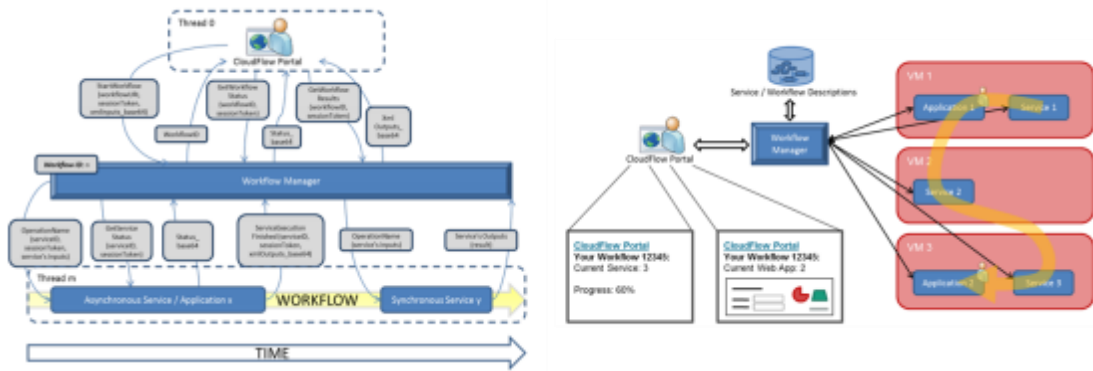 Thread 0
CloudFlow Portal
StartWorkflow
(workflowURI,
sessionToken,
xmlInputs_base64)
WorkflowID
GetWorkflow
Status
(workflowID,
sessionToken)
Status_
base64
GetWorkflow
Results
(workflowID,
sessionToken)
Xml
Outputs_
base64
Workflow ID
Workflow Manager
OperationName
(serviceID,
sessionToken,
service's inputs)
GetService
Status
(serviceID,
sessionToken)
Status_
base64
ServiceExecution
Finished(serviceID,
sessionToken,
xmlOutputs_base64)
OperationName
(service's inputs)
Service's Outputs
(result)
Thread m
Asynchronous Service / Application x
WORKFLOW
Synchronous Service y
TIME
Service / Workflow Descriptions
CloudFlow Portal
Workflow
Manager
VM 1
Application 1
Service 1
VM 2
Service 2
VM 3
Application 2
Service 3
CloudFlow Portal
Your Workflow 12345:
Current Service: 3
Progress: 60%
CloudFlow Portal
Your Workflow 12345:
Current Web App: 2